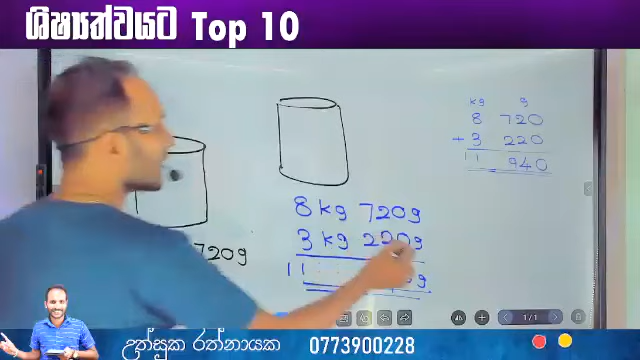 ශිෂ්‍යත්වයට Top 10
kg g
8 720
+ 3 220
11 940
8 kg 720g
3 kg 220g
11 g
720g
1/1
උත්සුක රත්නායක 0773900228